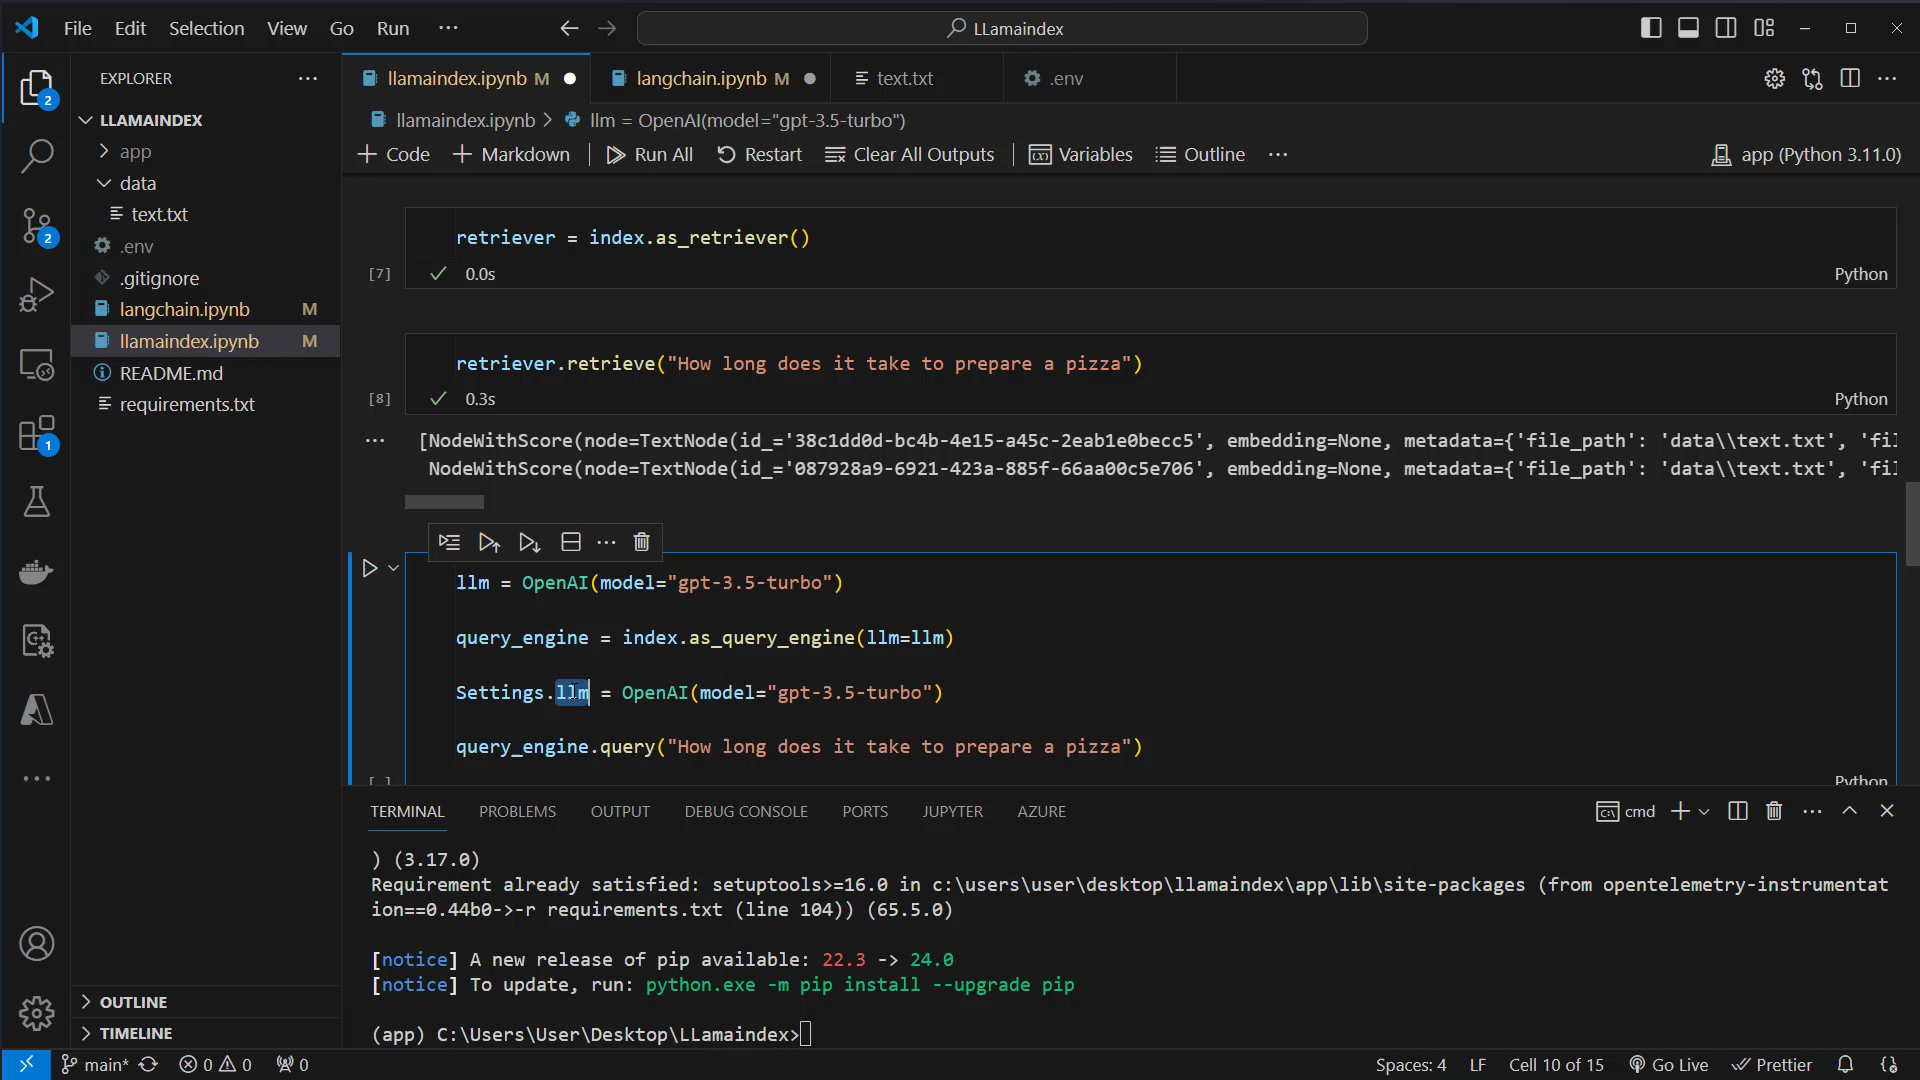 File Edit Selection View Go Run ··· LLamaindex
EXPLORER ···
llamaindex.ipynb M langchain.ipynb M text.txt .env ···
LLAMAINDEX
llamaindex.ipynb > llm = OpenAI(model="gpt-3.5-turbo")
app
+ Code + Markdown | Run All Restart Clear All Outputs | Variables Outline ··· app (Python 3.11.0)
data
text.txt
.env
.gitignore
langchain.ipynb M
llamaindex.ipynb M
README.md
requirements.txt
2
2
1
OUTLINE
TIMELINE
retriever = index.as_retriever()
[7] 0.0s Python
retriever.retrieve("How long does it take to prepare a pizza")
[8] 0.3s Python
··· [NodeWithScore(node=TextNode(id_='38c1dd0d-bc4b-4e15-a45c-2eab1e0becc5', embedding=None, metadata={'file_path': 'data\\text.txt', 'fil
NodeWithScore(node=TextNode(id_='087928a9-6921-423a-885f-66aa00c5e706', embedding=None, metadata={'file_path': 'data\\text.txt', 'fil
llm = OpenAI(model="gpt-3.5-turbo")
query_engine = index.as_query_engine(llm=llm)
Settings.llm = OpenAI(model="gpt-3.5-turbo")
query_engine.query("How long does it take to prepare a pizza")
[ ] Python
TERMINAL PROBLEMS OUTPUT DEBUG CONSOLE PORTS JUPYTER AZURE cmd
) (3.17.0)
Requirement already satisfied: setuptools>=16.0 in c:\users\user\desktop\llamaindex\app\lib\site-packages (from opentelemetry-instrumentat
ion==0.44b0->-r requirements.txt (line 104)) (65.5.0)
[notice] A new release of pip available: 22.3 -> 24.0
[notice] To update, run: python.exe -m pip install --upgrade pip
(app) C:\Users\User\Desktop\LLamaindex>
main* 0 0 0 Spaces: 4 LF Cell 10 of 15 Go Live Prettier